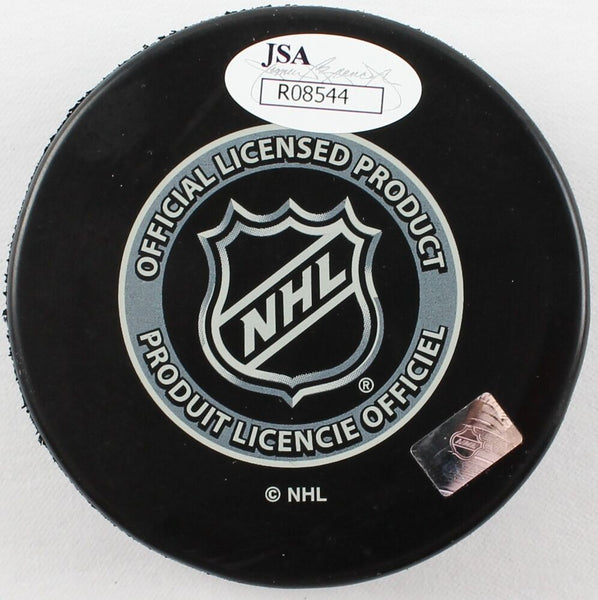 JSA
R08544
OFFICIAL LICENSED PRODUCT
NHL
®
PRODUIT LICENCIE OFFICIEL
© NHL